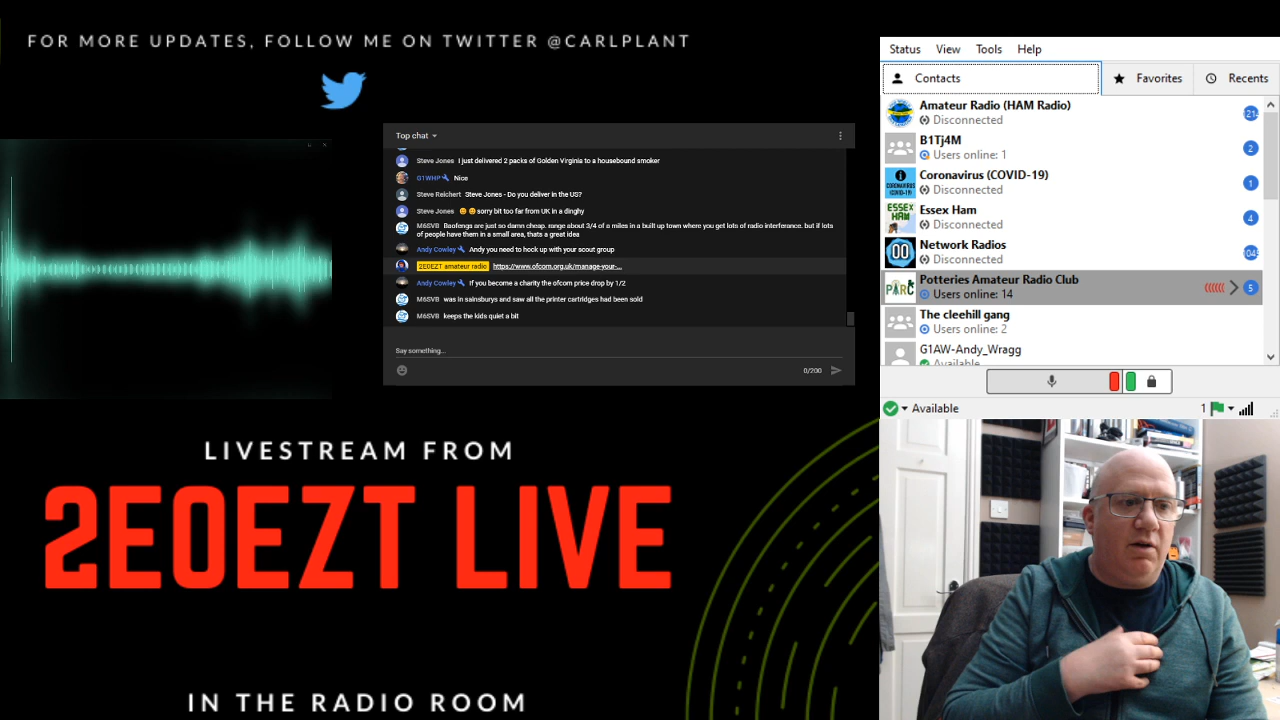 FOR MORE UPDATES, FOLLOW ME ON TWITTER @CARLPLANT
Top chat
Steve Jones I just delivered 2 packs of Golden Virginia to a housebound smoker
G1WHP Nice
Steve Reichert Steve Jones - Do you deliver in the US?
Steve Jones sorry bit too far from UK in a dinghy
M6SVB Baofengs are just so damn cheap. range about 3/4 of a miles in a built up town where you get lots of radio interferance. but if lots
of people have them in a small area, thats a great idea
Andy Cowley Andy you need to hock up with your scout group
2E0EZT amateur radio https://www.ofcom.org.uk/manage-your-...
Andy Cowley If you become a charity the ofcom price drop by 1/2
M6SVB was in sainsburys and saw all the printer cartridges had been sold
M6SVB keeps the kids quiet a bit
Say something...
0/200
LIVESTREAM FROM
2E0EZT LIVE
IN THE RADIO ROOM
Status View Tools Help
Contacts Favorites Recents
Amateur Radio (HAM Radio)
Disconnected
B1Tj4M
Users online: 1
2
Coronavirus (COVID-19)
Disconnected
1
CORONAVIRUS
(COVID-19)
Essex Ham
Disconnected
4
ESSEX
HAM
Network Radios
Disconnected
00
Potteries Amateur Radio Club
Users online: 14
5
PARC
The cleehill gang
Users online: 2
G1AW-Andy_Wragg
Available
Available
1